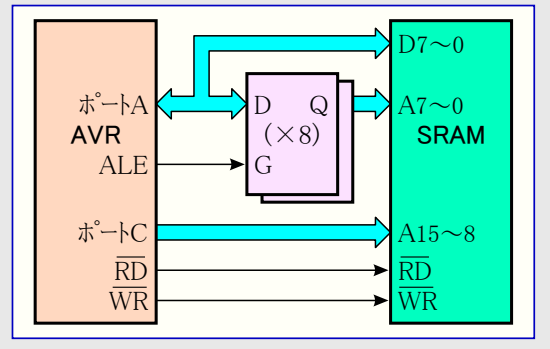 ポートA
AVR
ALE
ポートC
RD
WR
D Q
(×8)
G
D7～0
A7～0
SRAM
A15～8
RD
WR